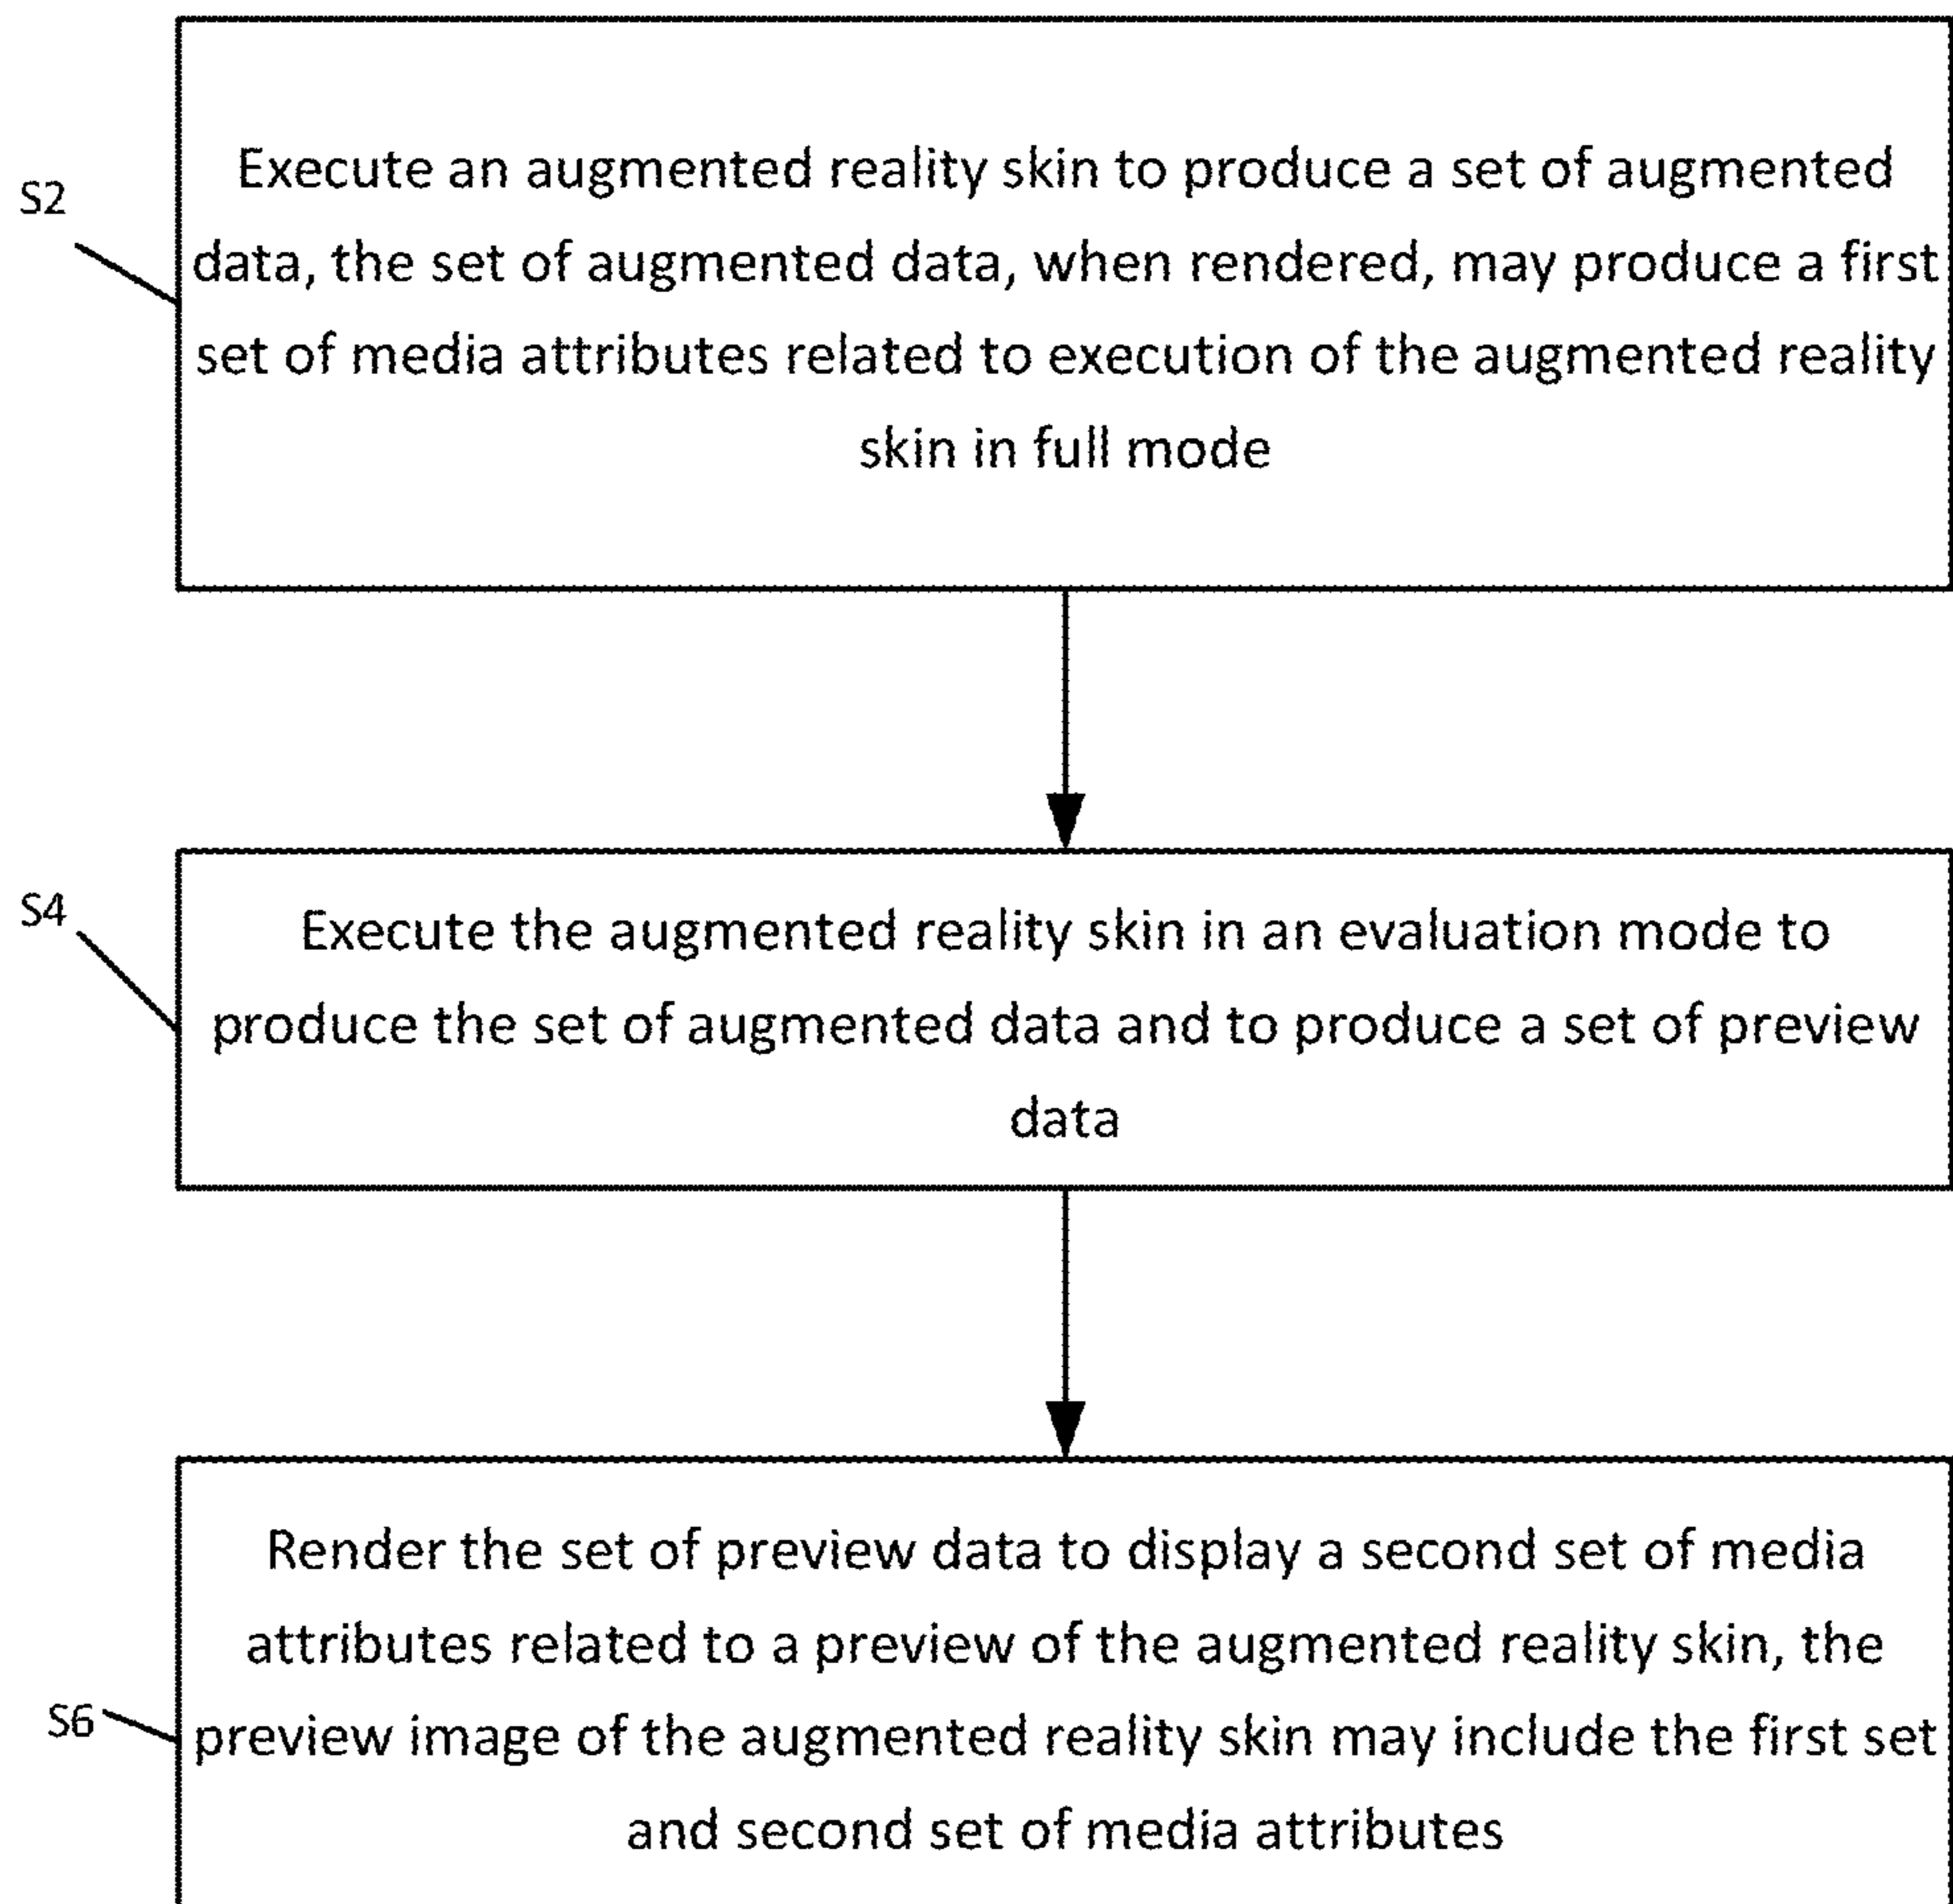 S2
Execute an augmented reality skin to produce a set of augmented
data, the set of augmented data, when rendered, may produce a first
set of media attributes related to execution of the augmented reality
skin in full mode
S4
Execute the augmented reality skin in an evaluation mode to
produce the set of augmented data and to produce a set of preview
data
S6
Render the set of preview data to display a second set of media
attributes related to a preview of the augmented reality skin, the
preview image of the augmented reality skin may include the first set
and second set of media attributes